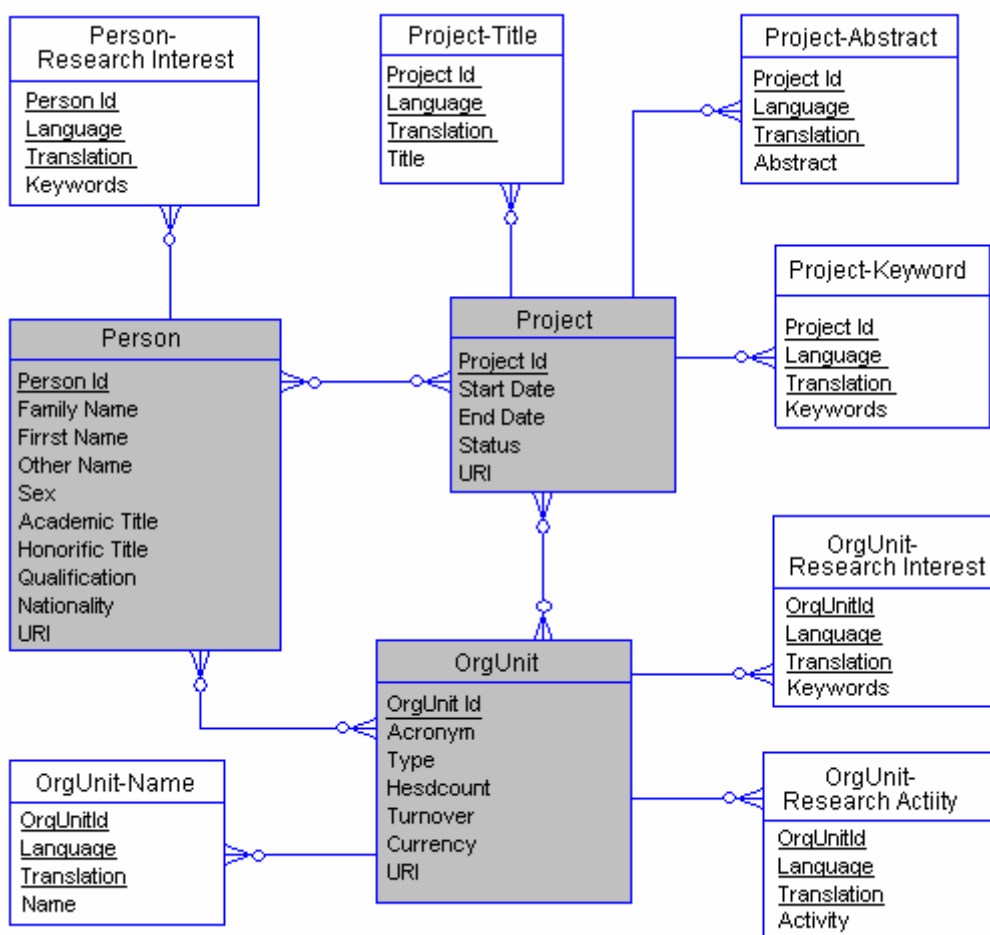 Person-
Research Interest
Person Id
Language
Translation
Keywords
Project-Title
Project Id
Language
Translation
Title
Project-Abstract
Project Id
Language
Translation
Abstract
Project-Keyword
Project Id
Language
Translation
Keywords
Person
Person Id
Family Name
Firrst Name
Other Name
Sex
Academic Title
Honorific Title
Qualification
Nationality
URI
Project
Project Id
Start Date
End Date
Status
URI
OrgUnit-
Research Interest
OrgUnitId
Language
Translation
Keywords
OrgUnit
OrgUnit Id
Acronym
Type
Hesdcount
Turnover
Currency
URI
OrgUnit-Name
OrgUnitId
Language
Translation
Name
OrgUnit-
Research Actiity
OrgUnitId
Language
Translation
Activity